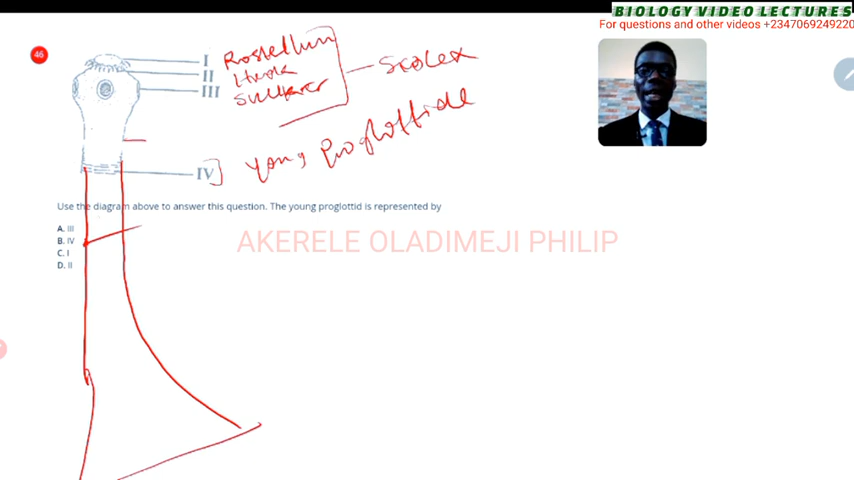 BIOLOGY VIDEO LECTURES
For questions and other videos +2347069249220
46
I Rostellum
II Hook
III Sucker
Scolex
IV Young Proglottide
Use the diagram above to answer this question. The young proglottid is represented by
A. III
B. IV
C. I
D. II
AKERELE OLADIMEJI PHILIP